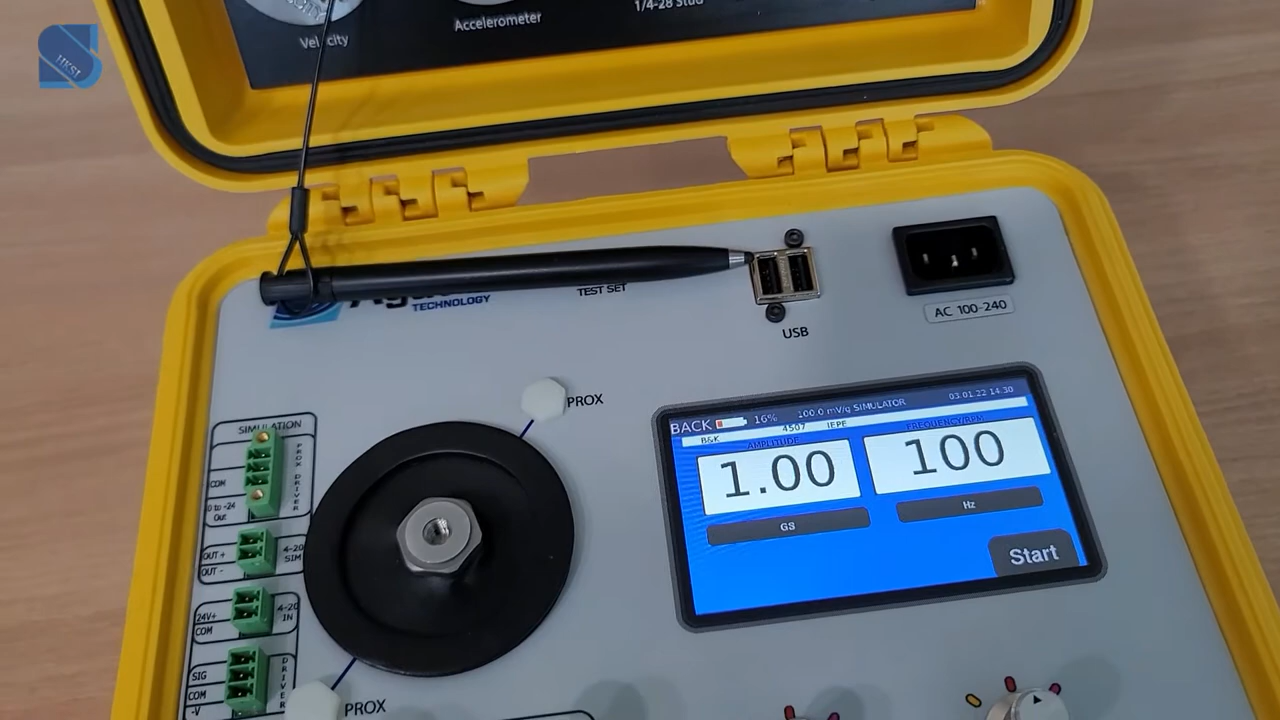 HKSI
Velocity
Accelerometer
1/4-28 Stud
TECHNOLOGY
TEST SET
USB
AC 100-240
PROX
SIMULATION
PROX DRIVER
COM
0 to -24
Out
OUT +
OUT -
4-20
SIM
24V+
COM
4-20
IN
SIG
COM
-V
DRIVER
PROX
BACK 16% 100.0 mV/g SIMULATOR 03.01.22 14:30
B&K 4507 IEPE
AMPLITUDE FREQUENCY/RPM
1.00 100
GS Hz
Start